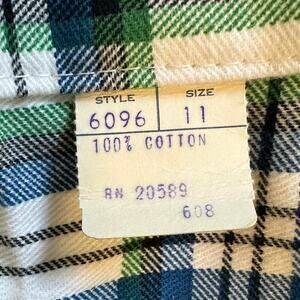 STYLE SIZE
6096 11
100% COTTON
RN 20589
608